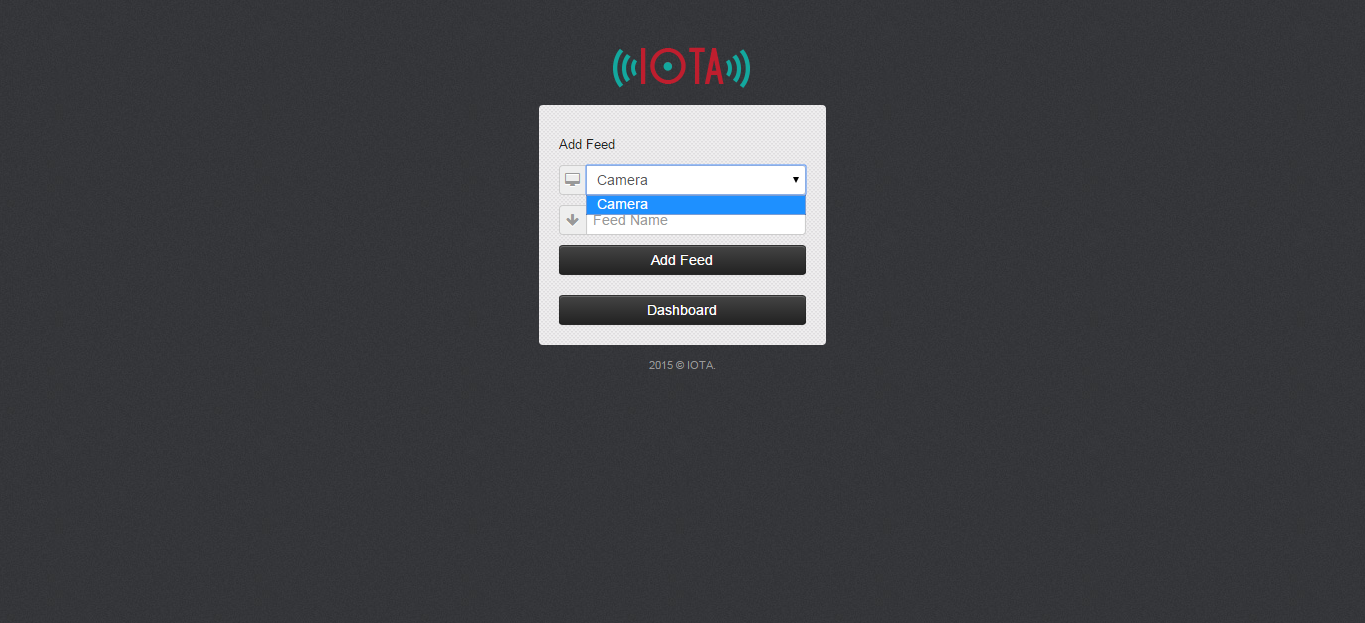 IOTA
Add Feed
Camera
Camera
Feed Name
Add Feed
Dashboard
2015 © IOTA.